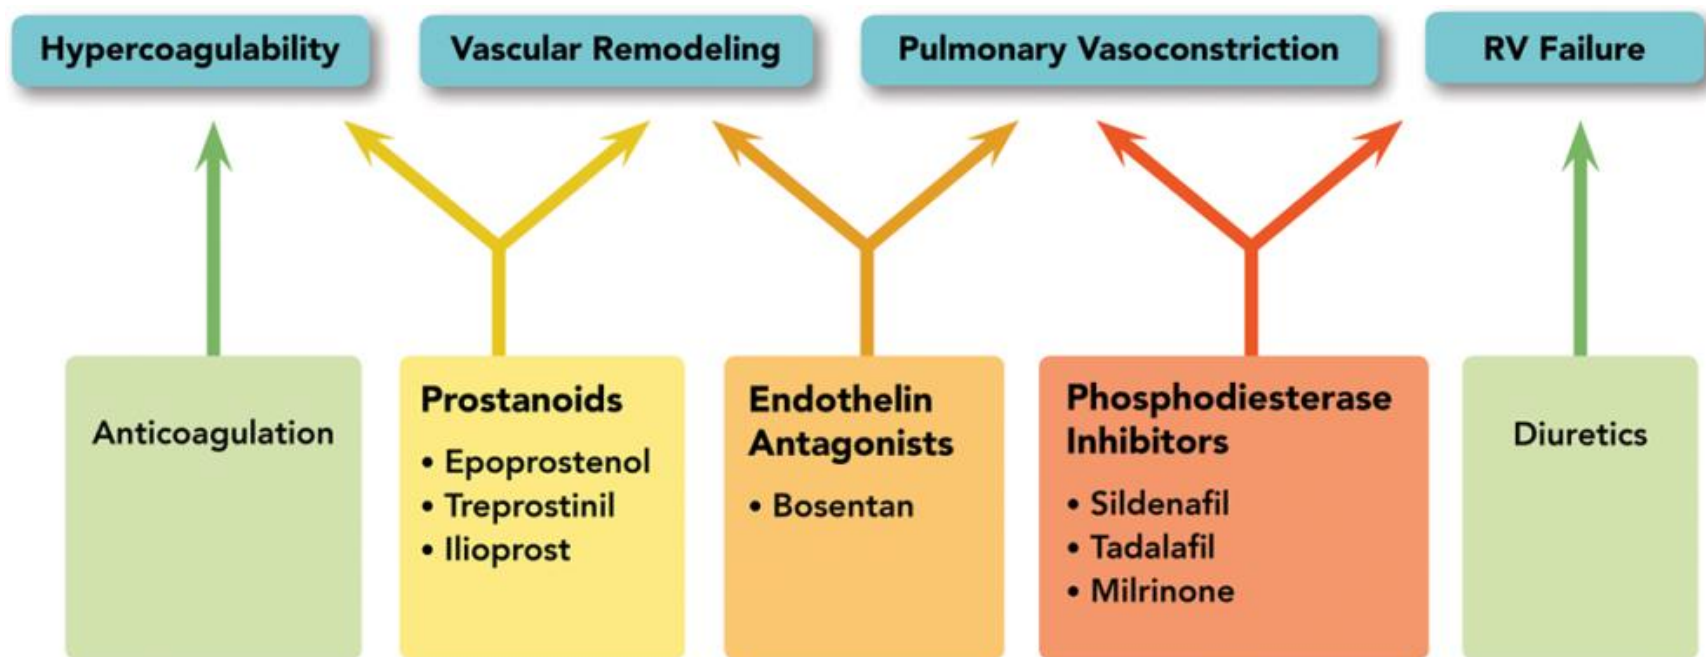 Hypercoagulability
Vascular Remodeling
Pulmonary Vasoconstriction
RV Failure
Anticoagulation
Prostanoids
• Epoprostenol
• Treprostinil
• Ilioprost
Endothelin
Antagonists
• Bosentan
Phosphodiesterase
Inhibitors
• Sildenafil
• Tadalafil
• Milrinone
Diuretics